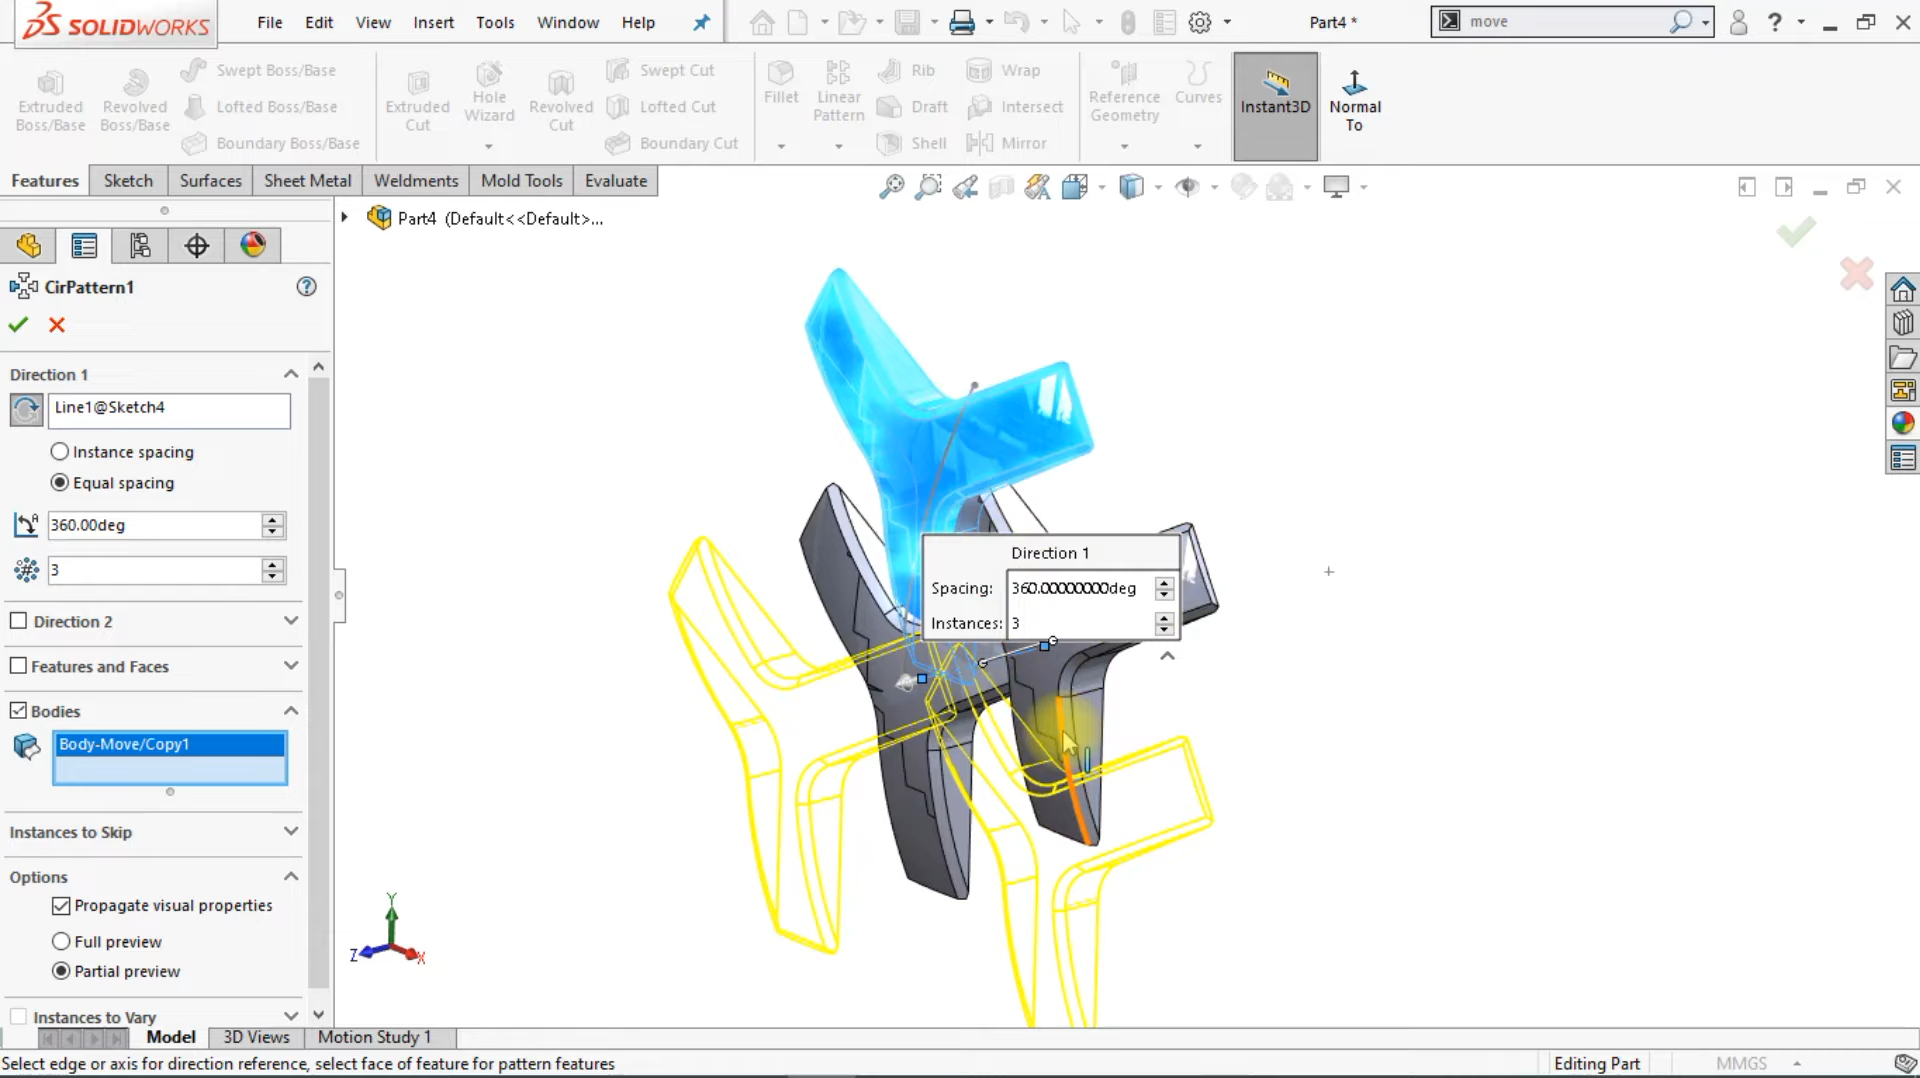 SOLIDWORKS
File Edit View Insert Tools Window Help
Part4 *
move
?
Extruded Boss/Base
Revolved Boss/Base
Swept Boss/Base
Lofted Boss/Base
Boundary Boss/Base
Extruded Cut
Hole Wizard
Revolved Cut
Swept Cut
Lofted Cut
Boundary Cut
Fillet
Linear Pattern
Rib
Draft
Shell
Wrap
Intersect
Mirror
Reference Geometry
Curves
Instant3D
Normal To
Features Sketch Surfaces Sheet Metal Weldments Mold Tools Evaluate
Part4 (Default<<Default>...
CirPattern1
?
Direction 1
Line1@Sketch4
Instance spacing
Equal spacing
360.00deg
3
Direction 2
Features and Faces
Bodies
Body-Move/Copy1
Instances to Skip
Options
Propagate visual properties
Full preview
Partial preview
Instances to Vary
Direction 1
Spacing: 360.00000000deg
Instances: 3
Y
Z
X
Model 3D Views Motion Study 1
Select edge or axis for direction reference, select face of feature for pattern features
Editing Part
MMGS